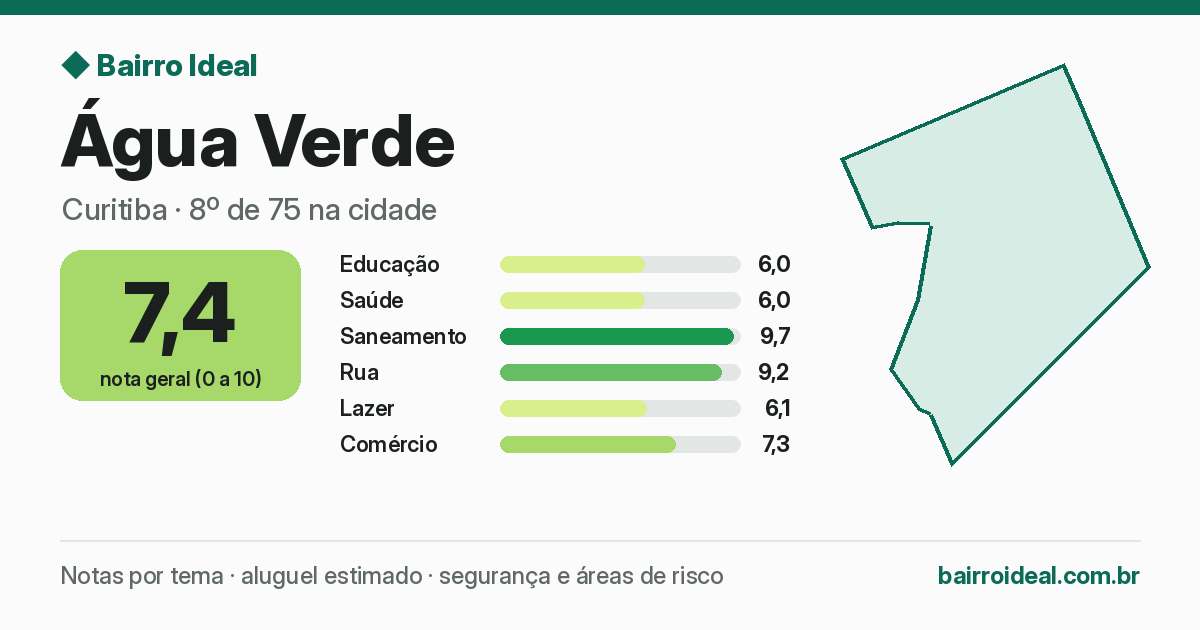 Bairro Ideal
Água Verde
Curitiba · 8º de 75 na cidade
7,4
nota geral (0 a 10)
Educação 6,0
Saúde 6,0
Saneamento 9,7
Rua 9,2
Lazer 6,1
Comércio 7,3
Notas por tema · aluguel estimado · segurança e áreas de risco
bairroideal.com.br